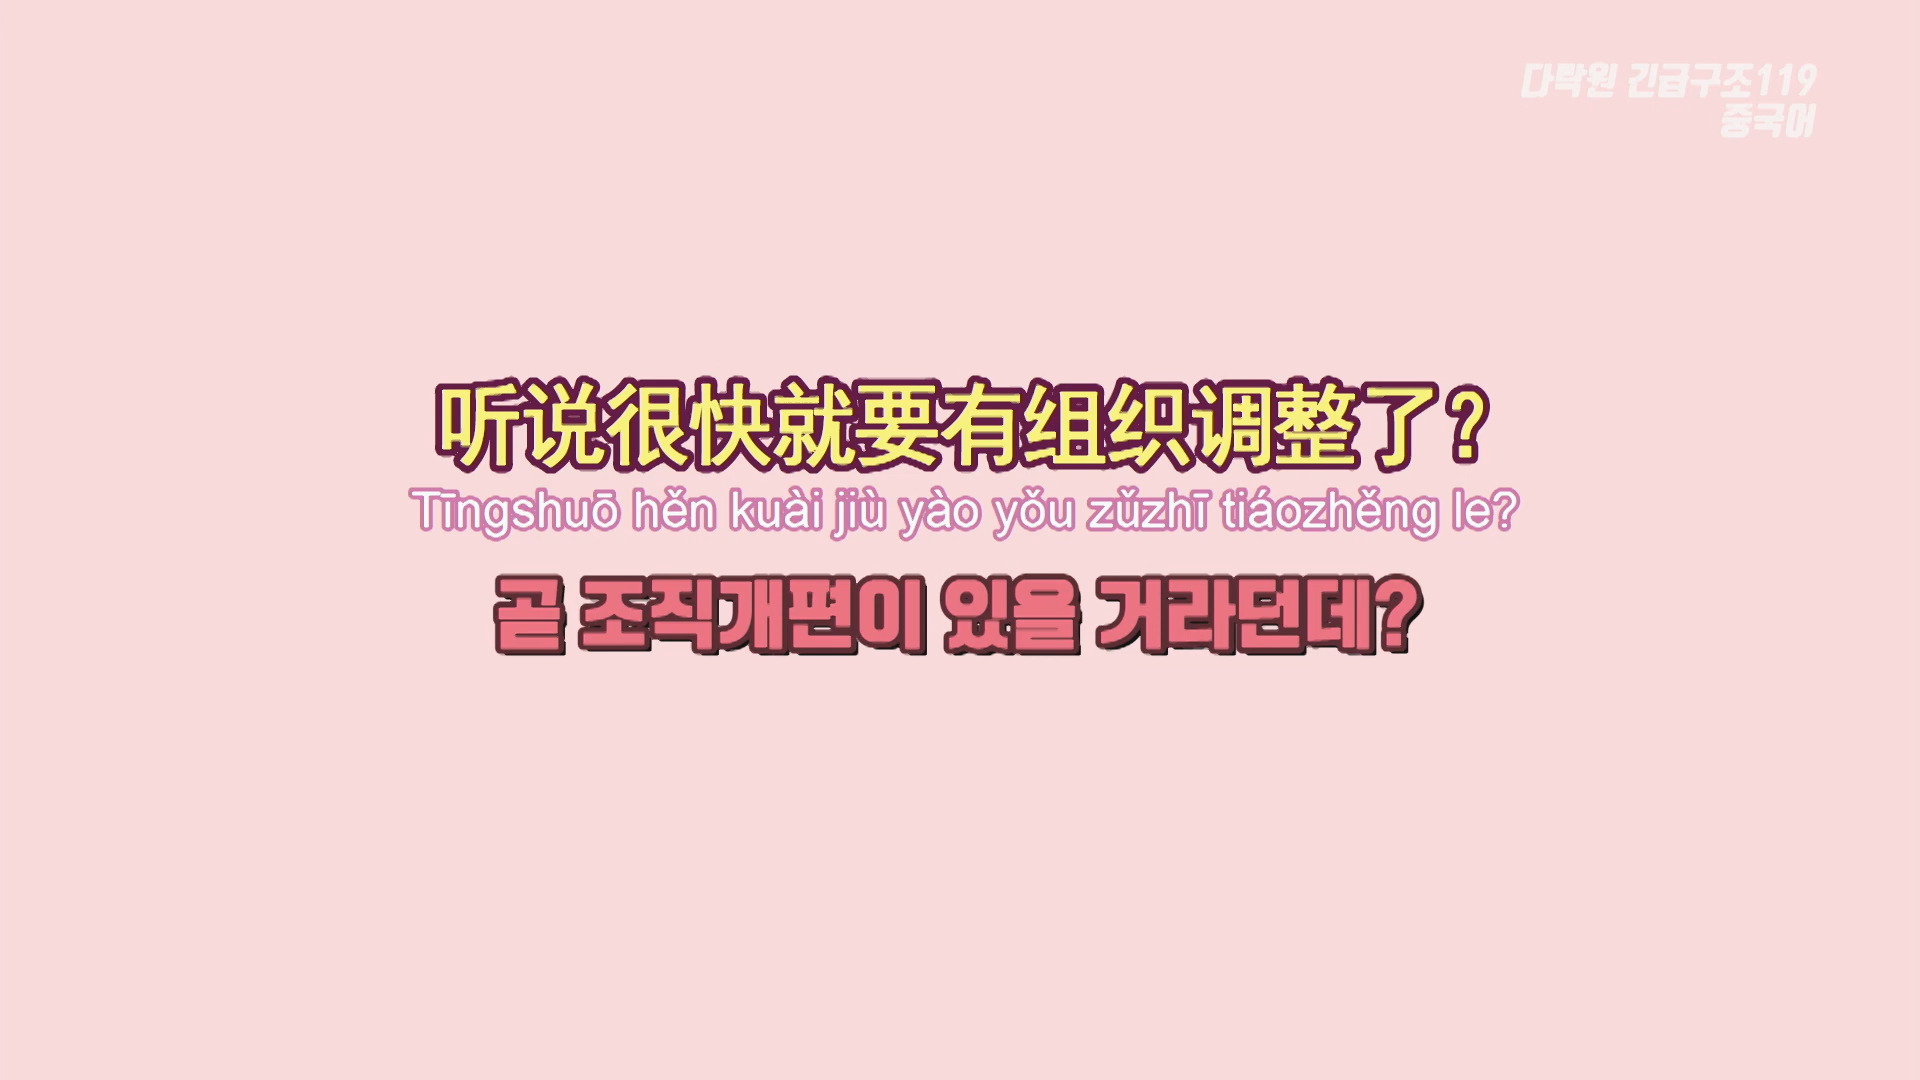 다락원 긴급구조119
중국어
听说很快就要有组织调整了?
Tīngshuō hěn kuài jiù yào yǒu zǔzhī tiáozhěng le?
곧 조직개편이 있을 거라던데?